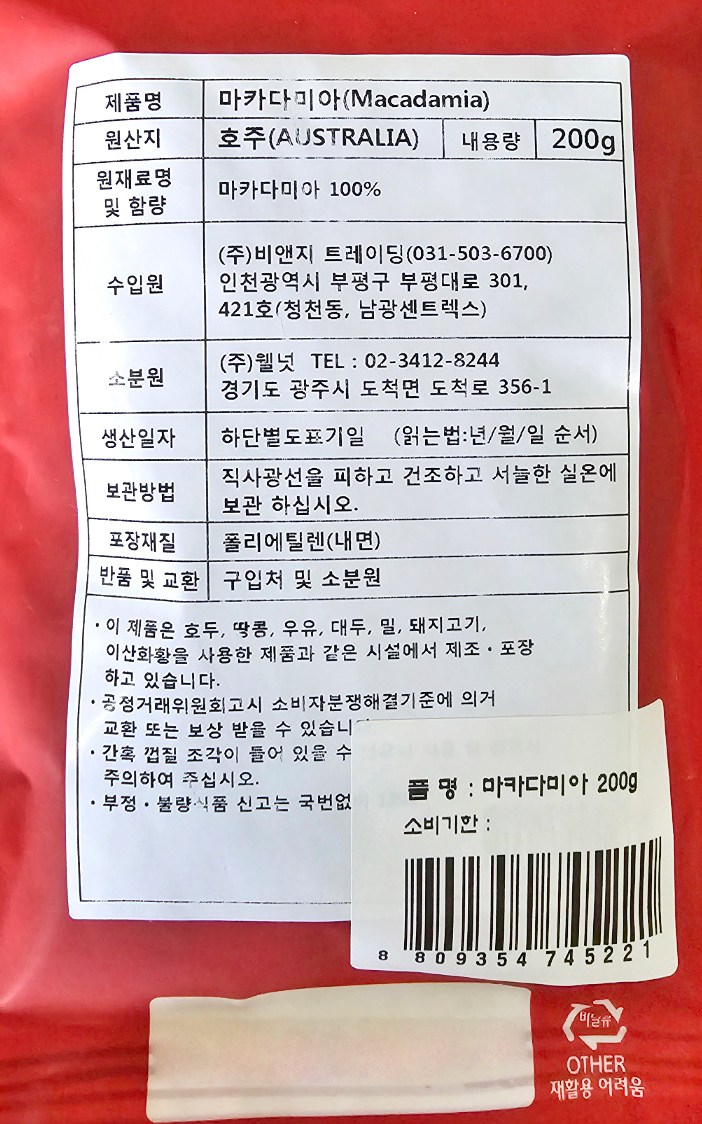 제품명 마카다미아(Macadamia)
원산지 호주(AUSTRALIA) 내용량 200g
원재료명
및 함량
마카다미아 100%
수입원
(주)비앤지 트레이딩(031-503-6700)
인천광역시 부평구 부평대로 301,
421호(청천동, 남광센트렉스)
소분원
(주)웰넛 TEL : 02-3412-8244
경기도 광주시 도척면 도척로 356-1
생산일자 하단별도표기일 (읽는법:년/월/일 순서)
보관방법
직사광선을 피하고 건조하고 서늘한 실온에
보관 하십시오.
포장재질 폴리에틸렌(내면)
반품 및 교환 구입처 및 소분원
· 이 제품은 호두, 땅콩, 우유, 대두, 밀, 돼지고기,
이산화황을 사용한 제품과 같은 시설에서 제조 · 포장
하고 있습니다.
· 공정거래위원회고시 소비자분쟁해결기준에 의거
교환 또는 보상 받을 수
· 간혹 껍질 조각이 들어 있을 수
주의하여 주십시오.
· 부정 · 불량식품 신고는 국번없
품 명 : 마카다미아 200g
소비기한 :
8 809354 745221
비닐류
OTHER
재활용 어려움